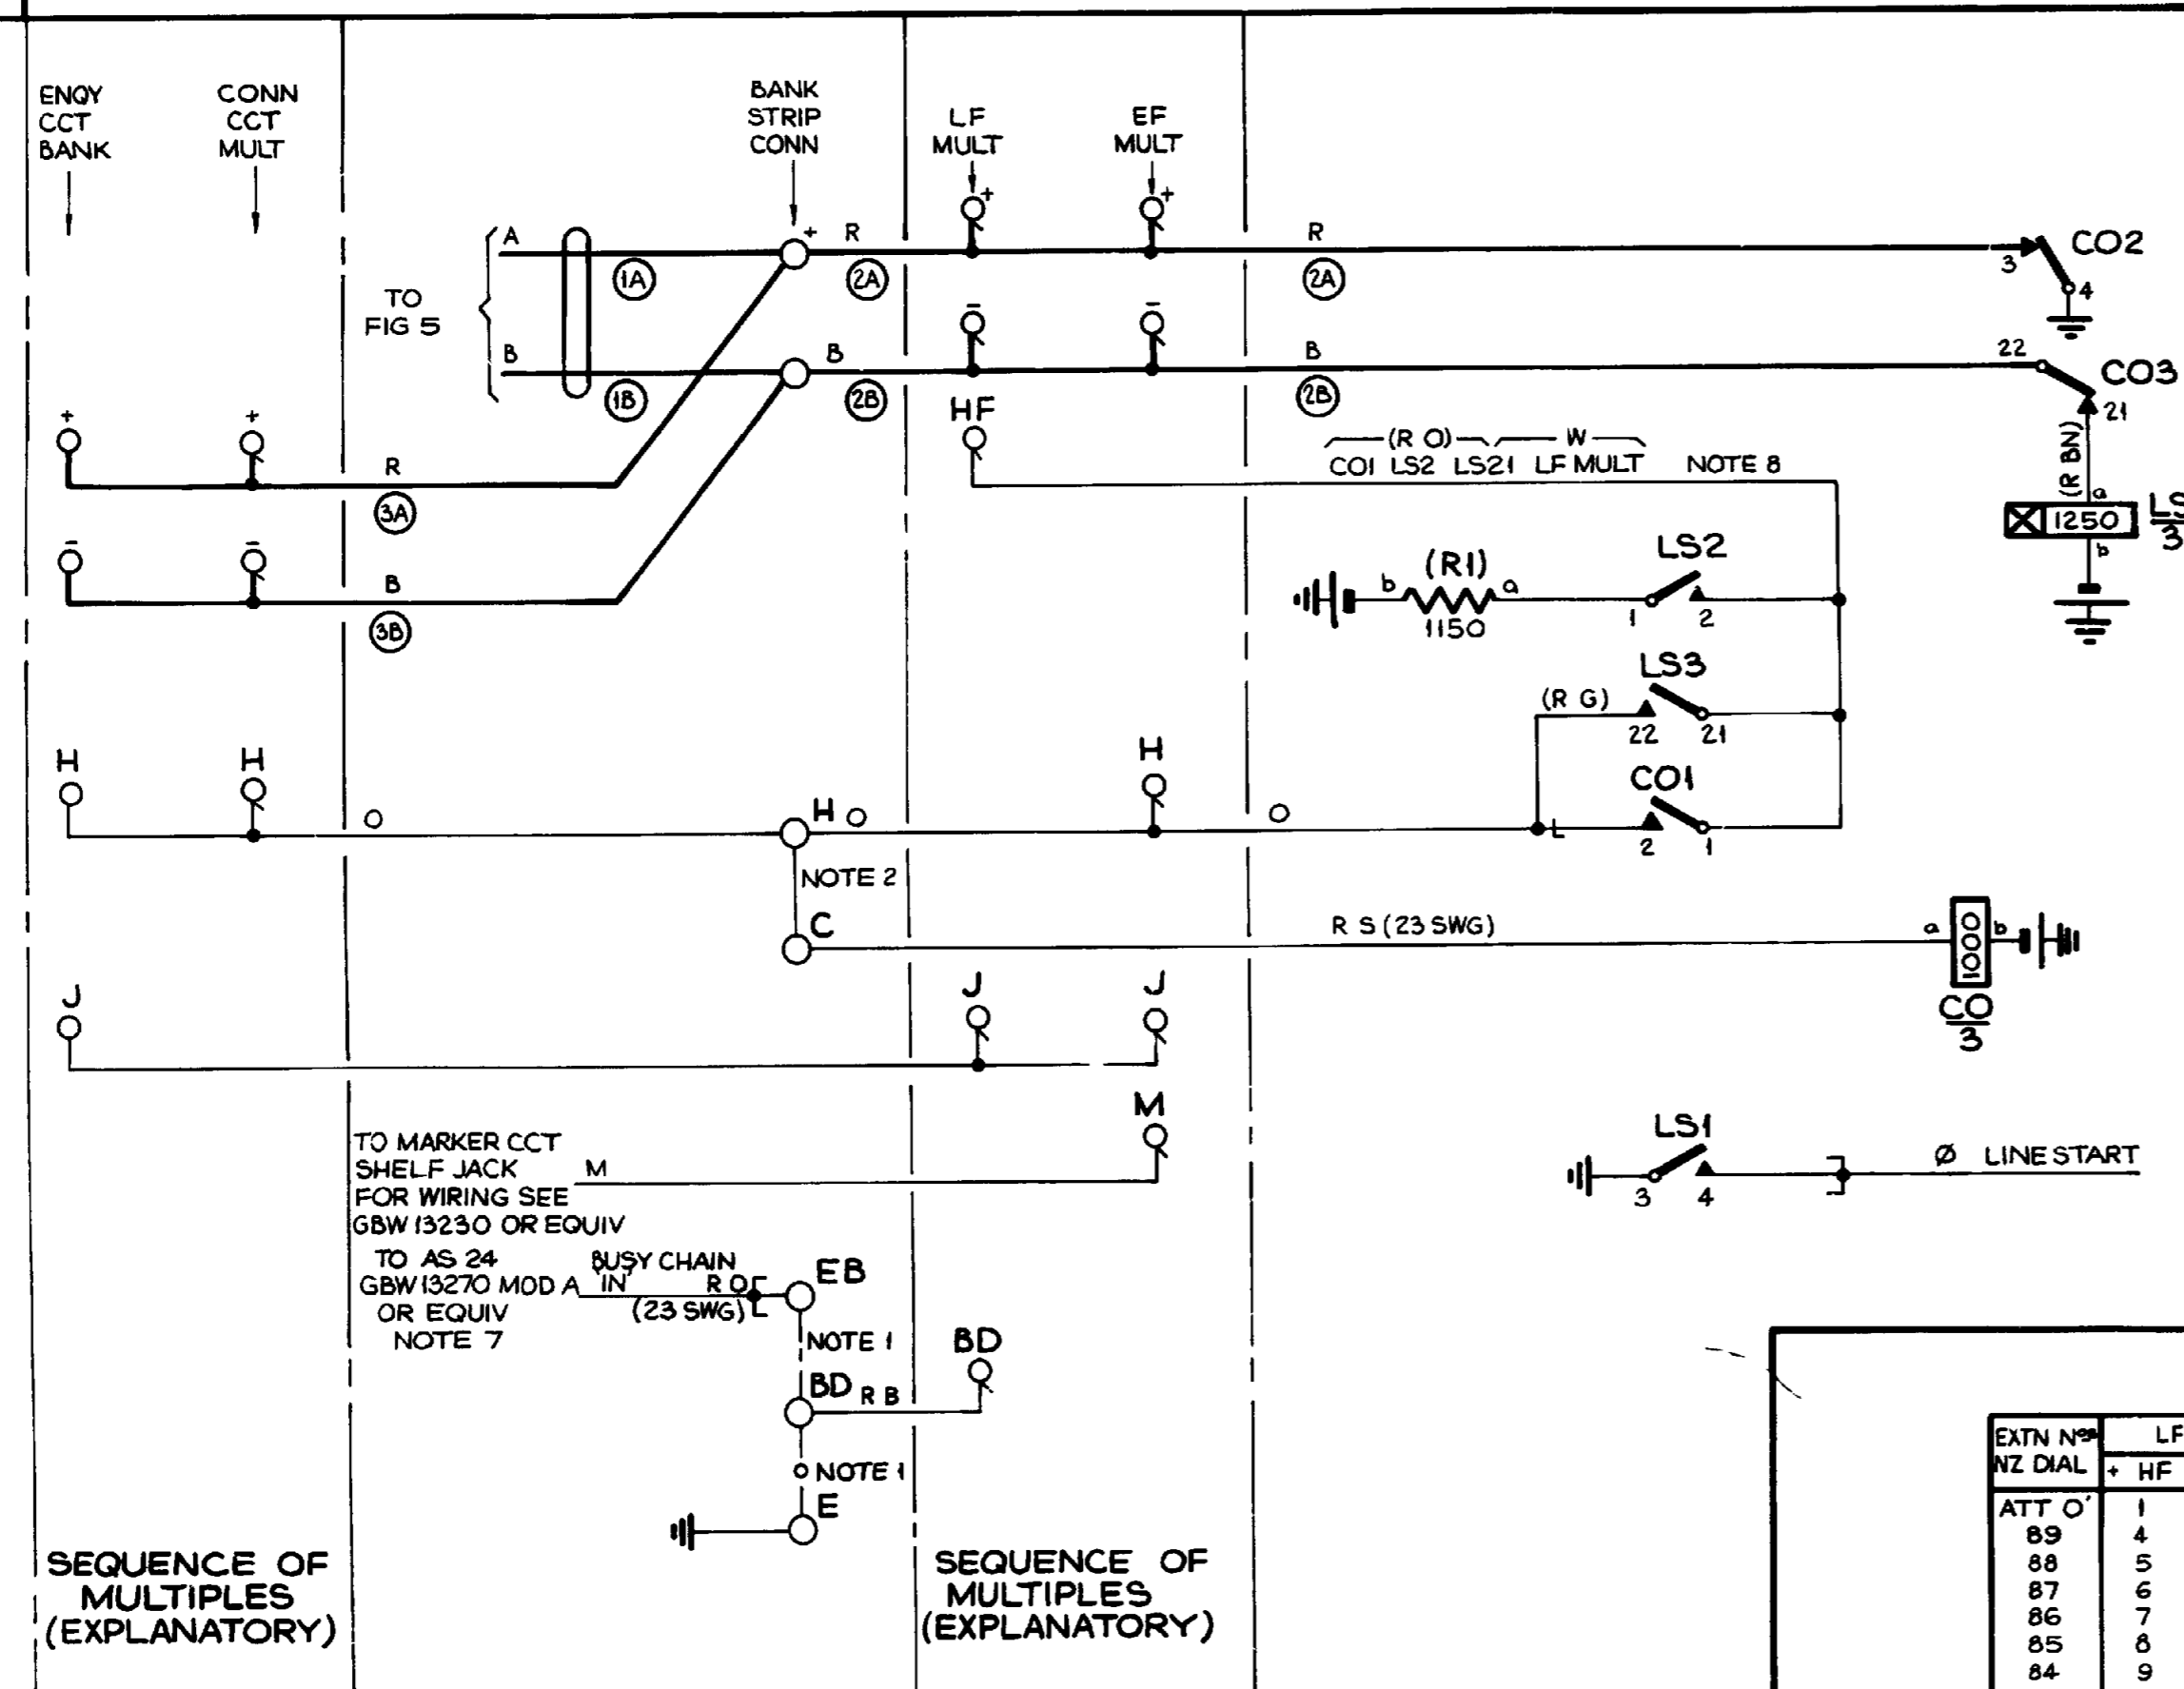 ENQY
CCT
BANK
CONN
CCT
MULT
BANK
STRIP
CONN
LF
MULT
EF
MULT
+
+
+
A
R
R
1A
2A
2A
3
CO2
4
TO
FIG 5
B
B
B
1B
2B
2B
-
-
22
CO3
21
(R BN)
a
1250
b
LS
3
+
+
R
3A
-
-
B
3B
HF
(R O) W
CO1 LS2 LS21 LF MULT NOTE 8
b (R1) a
1150
LS2
1 2
LS3
(R G)
22 21
CO1
2 1
H
H
O
H O
H
O
NOTE 2
C
R S (23 SWG)
a 1000 b
CO
3
J
J
J
M
TO MARKER CCT
SHELF JACK M
FOR WIRING SEE
GBW 13230 OR EQUIV
LS1
3 4
Ø LINE START
TO AS 24
GBW 13270 MOD A
OR EQUIV
NOTE 7
BUSY CHAIN
'IN' R O
(23 SWG)
EB
NOTE 1
BD R B
BD
NOTE 1
E
SEQUENCE OF
MULTIPLES
(EXPLANATORY)
SEQUENCE OF
MULTIPLES
(EXPLANATORY)
EXTN Nos LF
NZ DIAL + HF
ATT O' 1
89 4
88 5
87 6
86 7
85 8
84 9